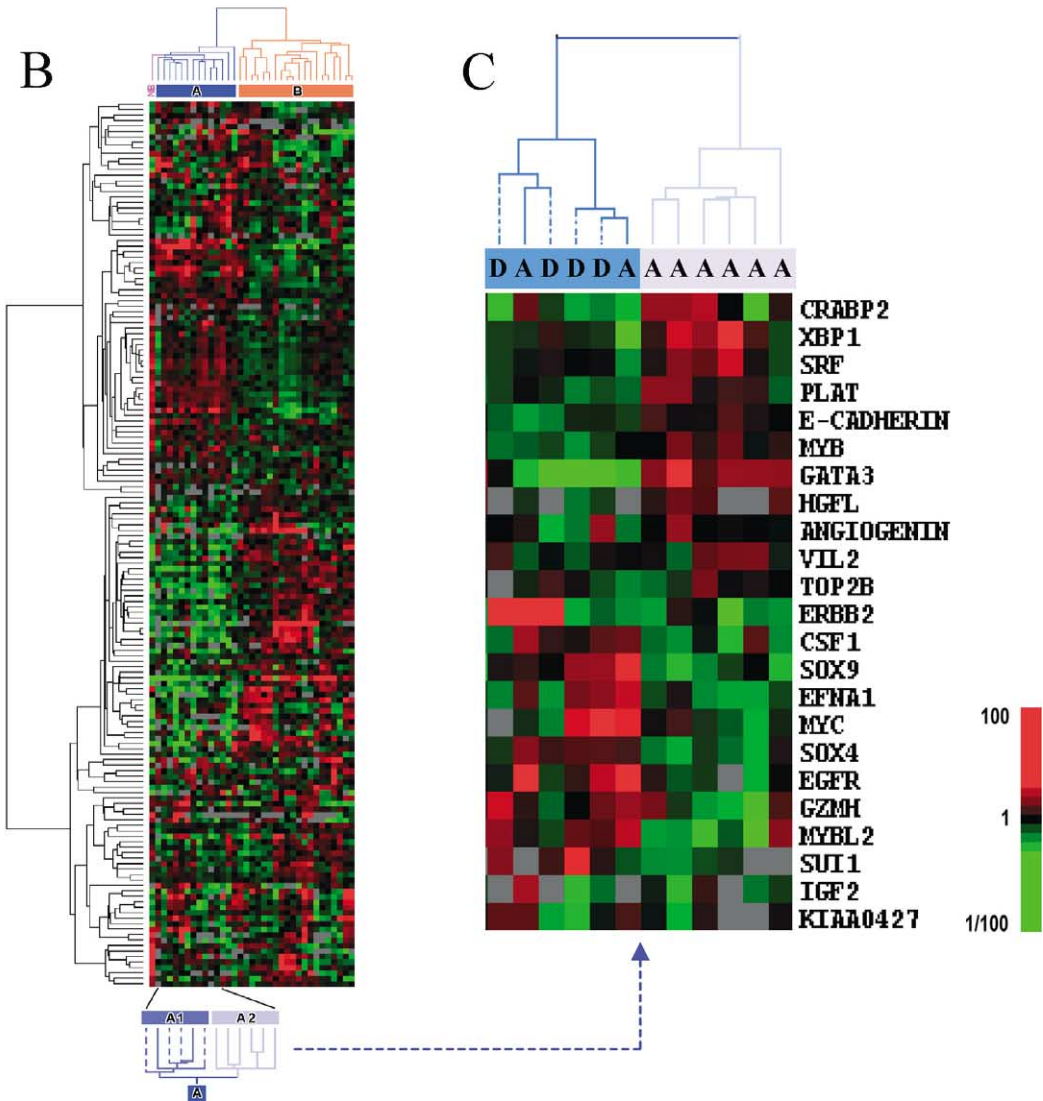 B
C
NB A B
D A D D D A A A A A A A
CRABP2
XBP1
SRF
PLAT
E-CADHERIN
MYB
GATA3
HGFL
ANGIOGENIN
VIL2
TOP2B
ERBB2
CSF1
SOX9
EFNA1
MYC
SOX4
EGFR
GZMH
MYBL2
SUI1
IGF2
KIAA0427
100
1
1/100
A1 A2
A